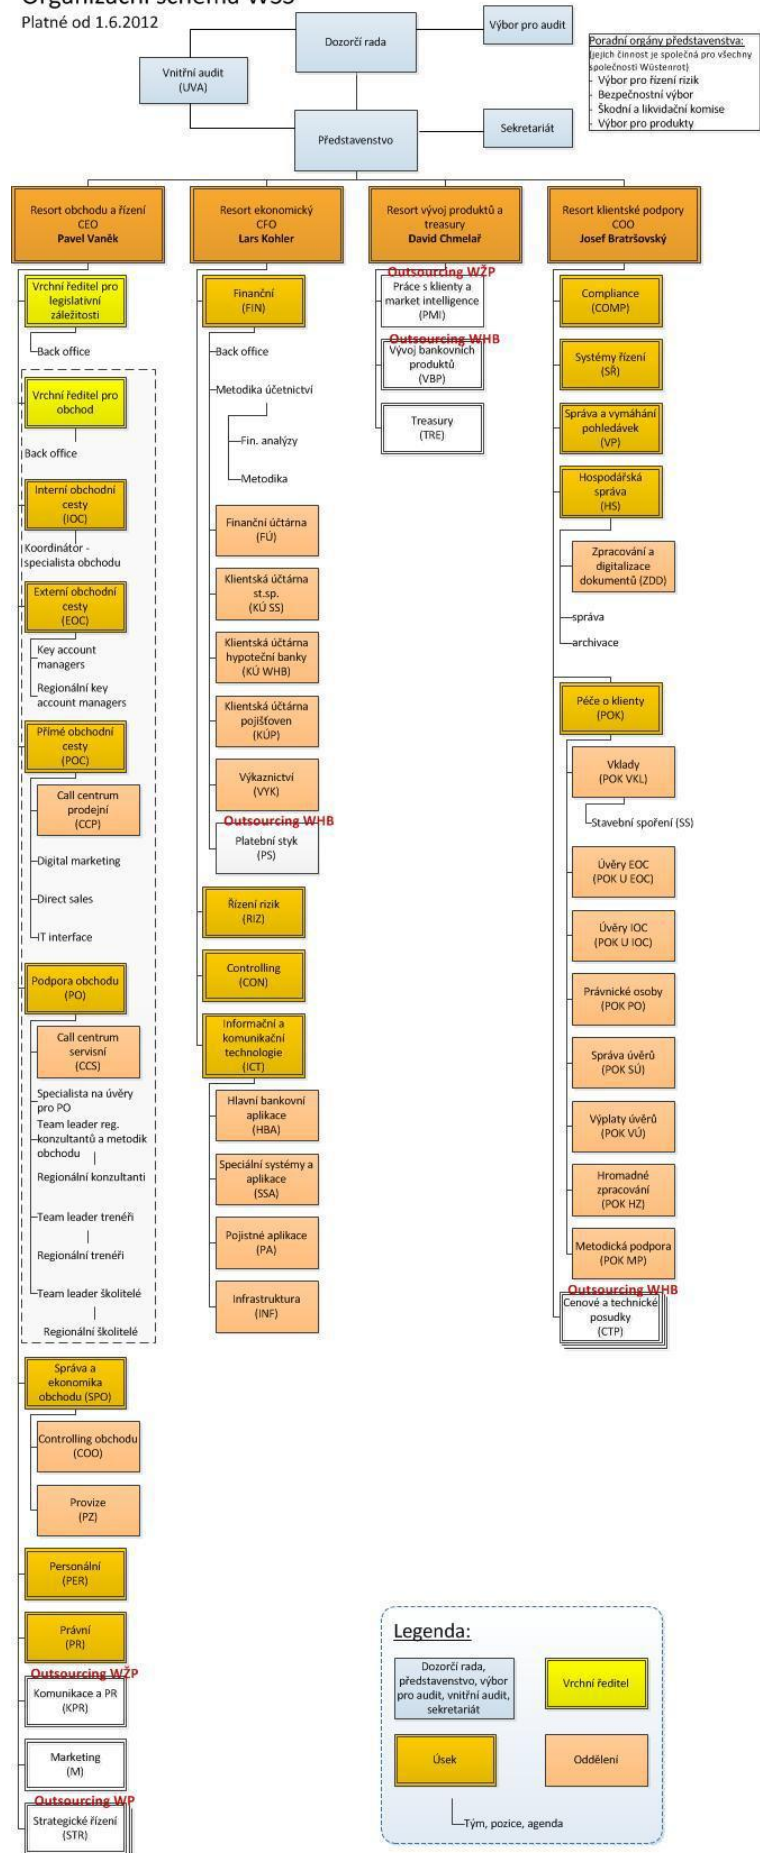 Organizační schéma WSS
Platné od 1.6.2012
Dozorčí rada
Výbor pro audit
Vnitřní audit
(UVA)
Představenstvo
Sekretariát
Poradní orgány představenstva:
(jejich činnost je společná pro všechny
společnosti Wüstenrot)
- Výbor pro řízení rizik
- Bezpečnostní výbor
- Škodní a likvidační komise
- Výbor pro produkty
Resort obchodu a řízení
CEO
Pavel Vaněk
Resort ekonomický
CFO
Lars Kohler
Resort vývoj produktů a
treasury
David Chmelař
Resort klientské podpory
COO
Josef Bratršovský
Vrchní ředitel pro
legislativní
záležitosti
Back office
Vrchní ředitel pro
obchod
Back office
Interní obchodní
cesty
(IOC)
Koordinátor -
specialista obchodu
Externí obchodní
cesty
(EOC)
Key account
managers
Regionální key
account managers
Přímé obchodní
cesty
(POC)
Call centrum
prodejní
(CCP)
Digital marketing
Direct sales
IT interface
Podpora obchodu
(PO)
Call centrum
servisní
(CCS)
Specialista na úvěry
pro PO
Team leader reg.
konzultantů a metodik
obchodu
Regionální konzultanti
Team leader trenéři
Regionální trenéři
Team leader školitelé
Regionální školitelé
Správa a
ekonomika
obchodu (SPO)
Controlling obchodu
(COO)
Provize
(PZ)
Personální
(PER)
Právní
(PR)
Outsourcing WŽP
Komunikace a PR
(KPR)
Marketing
(M)
Outsourcing WP
Strategické řízení
(STR)
Finanční
(FIN)
Back office
Metodika účetnictví
Fin. analýzy
Metodika
Finanční účtárna
(FÚ)
Klientská účtárna
st.sp.
(KÚ SS)
Klientská účtárna
hypoteční banky
(KÚ WHB)
Klientská účtárna
pojišťoven
(KÚP)
Výkaznictví
(VYK)
Outsourcing WHB
Platební styk
(PS)
Řízení rizik
(RIZ)
Controlling
(CON)
Informační a
komunikační
technologie
(ICT)
Hlavní bankovní
aplikace
(HBA)
Speciální systémy a
aplikace
(SSA)
Pojistné aplikace
(PA)
Infrastruktura
(INF)
Outsourcing WŽP
Práce s klienty a
market intelligence
(PMI)
Outsourcing WHB
Vývoj bankovních
produktů
(VBP)
Treasury
(TRE)
Compliance
(COMP)
Systémy řízení
(SŘ)
Správa a vymáhání
pohledávek
(VP)
Hospodářská
správa
(HS)
Zpracování a
digitalizace
dokumentů (ZDD)
správa
archivace
Péče o klienty
(POK)
Vklady
(POK VKL)
Stavební spoření (SS)
Úvěry EOC
(POK U EOC)
Úvěry IOC
(POK U IOC)
Právnické osoby
(POK PO)
Správa úvěrů
(POK SÚ)
Výplaty úvěrů
(POK VÚ)
Hromadné
zpracování
(POK HZ)
Metodická podpora
(POK MP)
Outsourcing WHB
Cenové a technické
posudky
(CTP)
Legenda:
Dozorčí rada,
představenstvo, výbor
pro audit, vnitřní audit,
sekretariát
Vrchní ředitel
Úsek
Oddělení
Tým, pozice, agenda